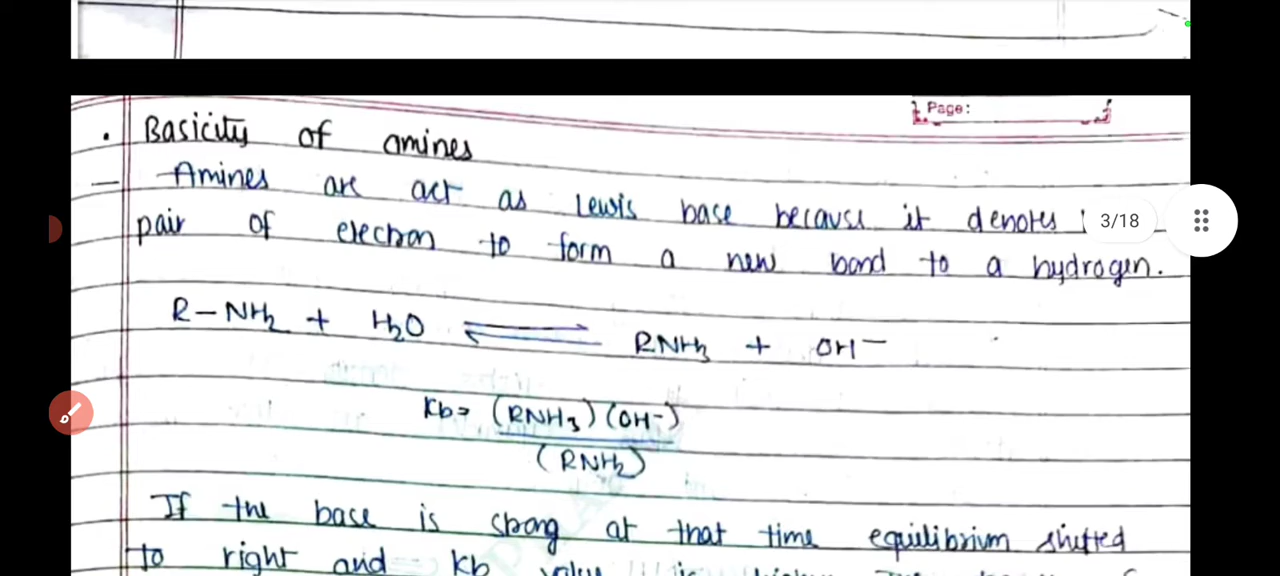 Page:
• Basicity of amines
— Amines are act as Lewis base because it denotes
3/18
pair of electron to form a new bond to a hydrogen.
R-NH₂ + H₂O ⇌ RNH₃ + OH⁻
Kb = (RNH₃)(OH⁻)
(RNH₂)
If the base is strong at that time equilibrium shifted
to right and Kb